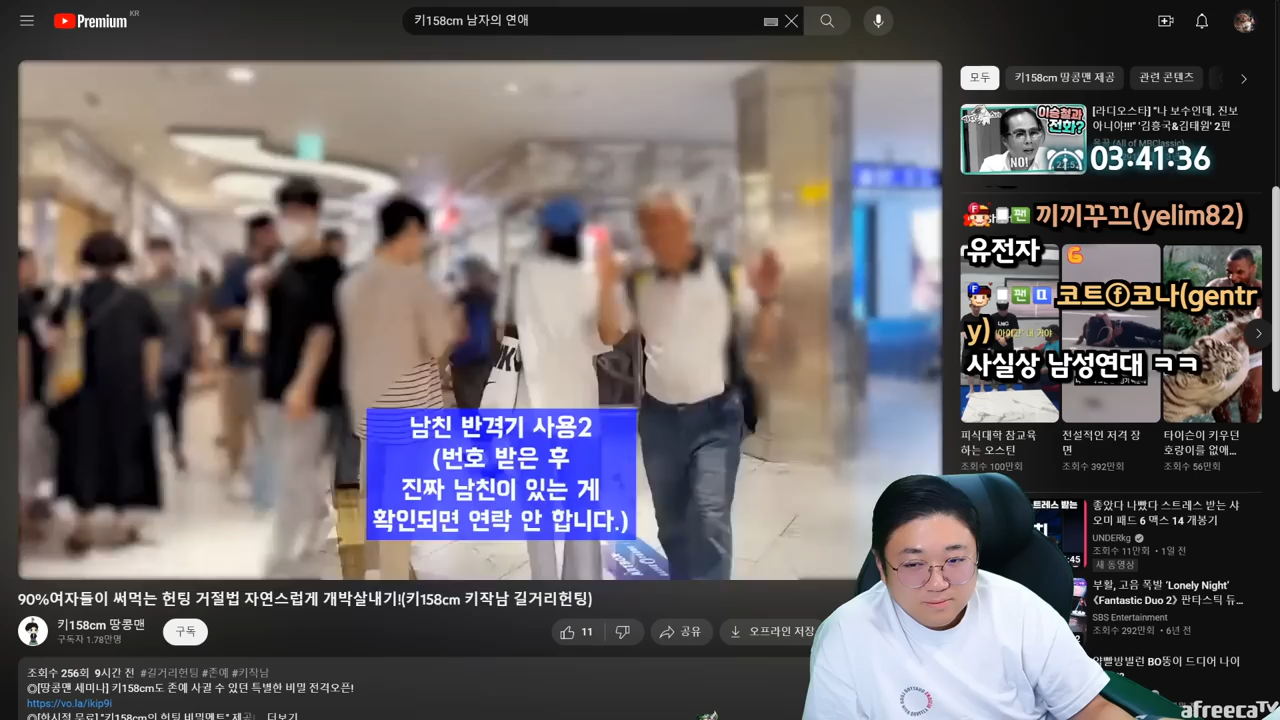 Premium KR
키158cm 남자의 연애
남친 반격기 사용2
(번호 받은 후
진짜 남친이 있는 게
확인되면 연락 안 합니다.)
90%여자들이 써먹는 헌팅 거절법 자연스럽게 개박살내기!(키158cm 키작남 길거리헌팅)
키158cm 땅콩맨
구독자 1.78만명
구독
11
공유
오프라인 저장
조회수 256회 9시간 전 #길거리헌팅 #존예 #키작남
◎[땅콩맨 세미나] 키158cm도 존예 사귈 수 있던 특별한 비밀 전격오픈!
https://vo.la/ikip9i
더보기
모두
키158cm 땅콩맨 제공
관련 콘텐츠
이승철과
전화?
NO!
[라디오스타] "나 보수인데. 진보
아니야!!!" '김흥국&김태원' 2편
03:41:36
팬 끼끼꾸끄(yelim82)
유전자
팬 코트ⓕ코나(gentr
y)
사실상 남성연대 ㅋㅋ
피식대학 참교육
하는 오스틴
조회수 100만회
전설적인 저격 장
면
조회수 392만회
타이슨이 키우던
호랑이를 없애...
조회수 56만회
좋았다 나빴다 스트레스 받는 샤
오미 패드 6 맥스 14 개봉기
UNDERkg
조회수 11만회 • 1일 전
새 동영상
부활, 고음 폭발 'Lonely Night'
《Fantastic Duo 2》 판타스틱 듀...
SBS Entertainment
조회수 292만회 • 6년 전
afreecaTV